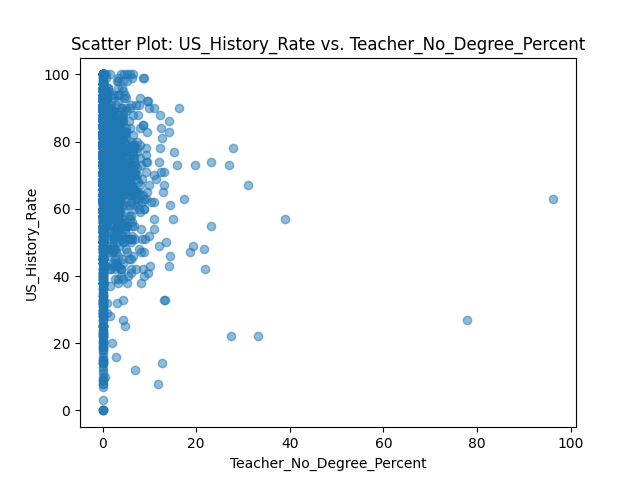 Scatter Plot: US_History_Rate vs. Teacher_No_Degree_Percent
100
80
60
40
20
0
US_History_Rate
0 20 40 60 80 100
Teacher_No_Degree_Percent